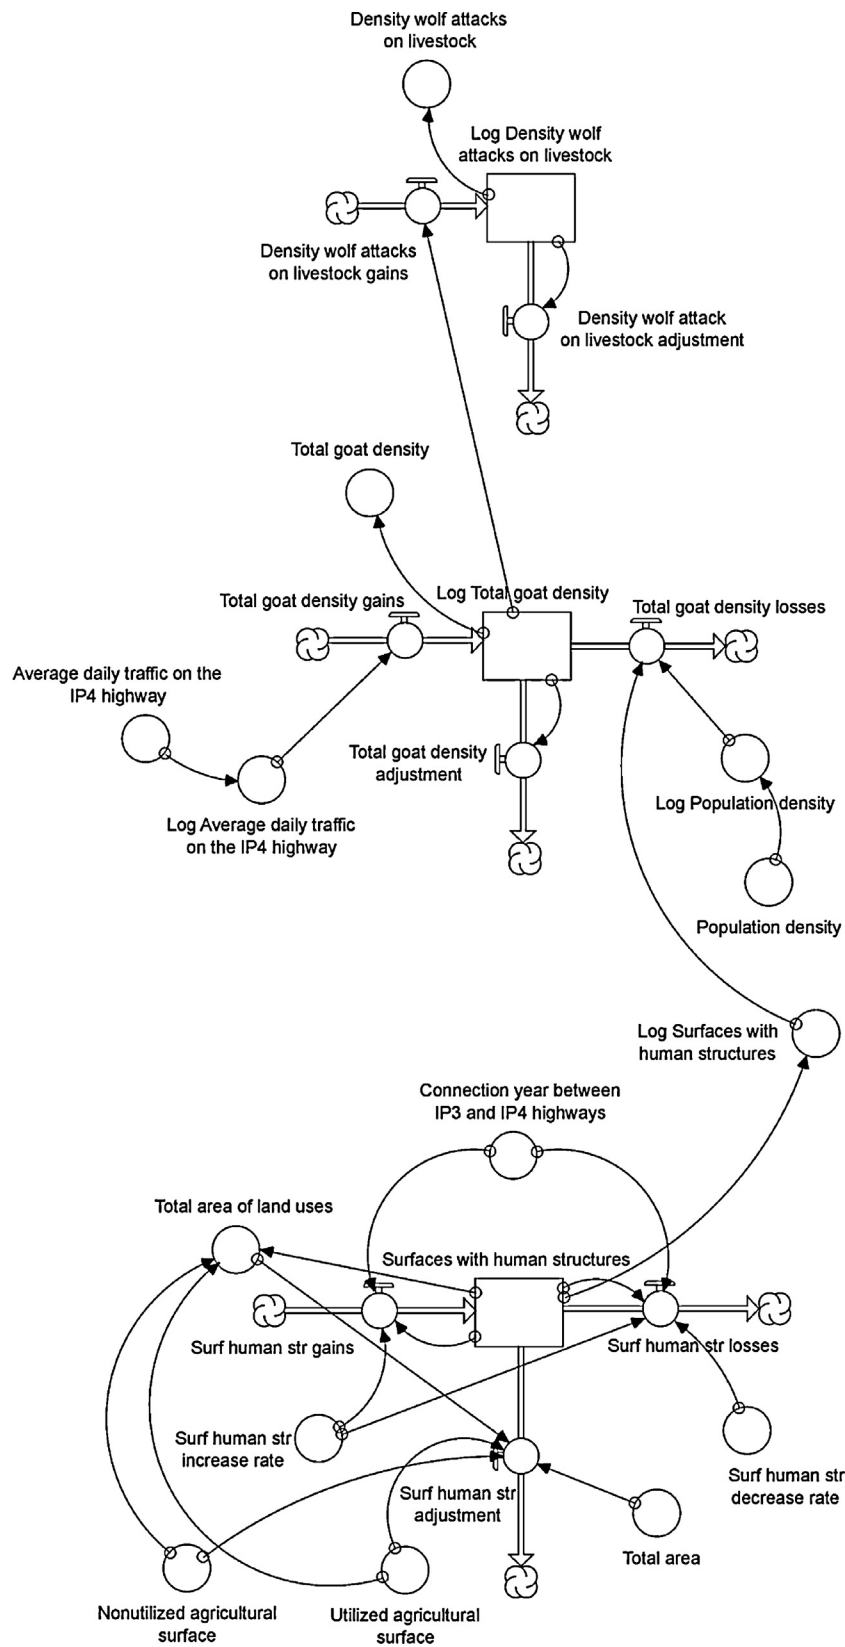 Density wolf attacks
on livestock
Log Density wolf
attacks on livestock
Density wolf attacks
on livestock gains
Density wolf attack
on livestock adjustment
Total goat density
Total goat density gains
Log Total goat density
Total goat density losses
Average daily traffic on the
IP4 highway
Total goat density
adjustment
Log Population density
Log Average daily traffic
on the IP4 highway
Population density
Log Surfaces with
human structures
Connection year between
IP3 and IP4 highways
Total area of land uses
Surfaces with human structures
Surf human str gains
Surf human str losses
Surf human str
increase rate
Surf human str
decrease rate
Surf human str
adjustment
Total area
Nonutilized agricultural
surface
Utilized agricultural
surface